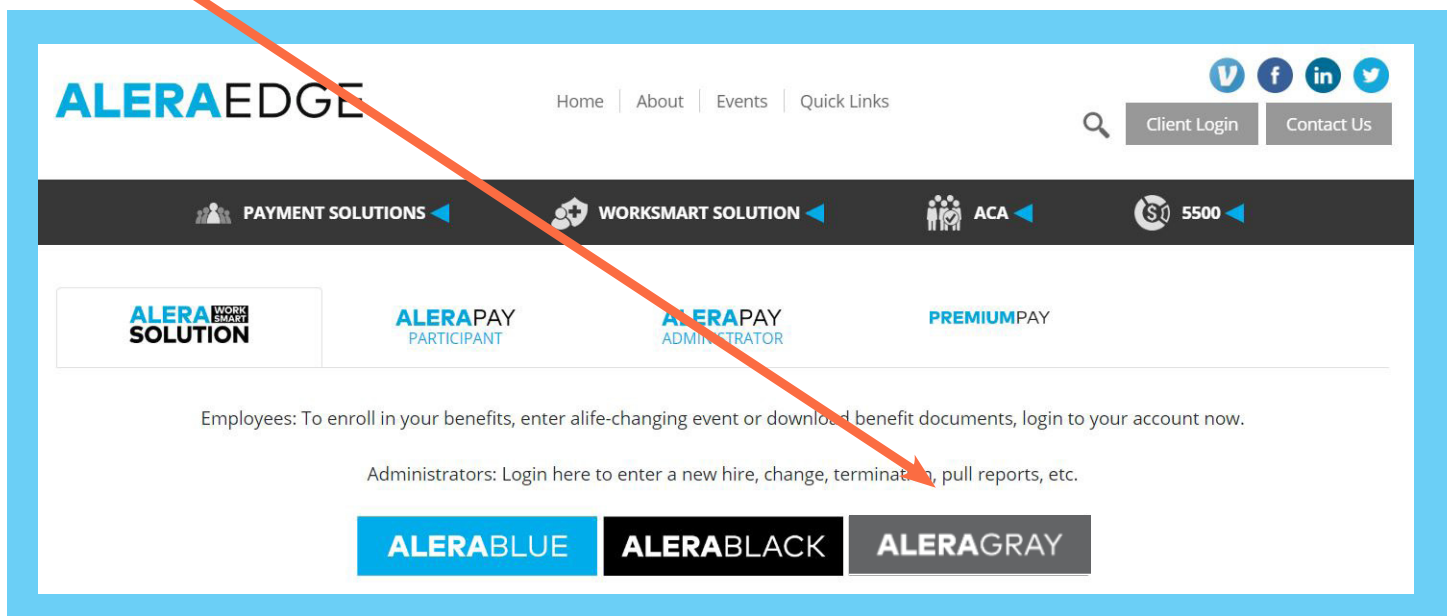 ALERAEDGE
Home About Events Quick Links
Client Login Contact Us
PAYMENT SOLUTIONS WORKSMART SOLUTION ACA 5500
ALERA WORK SMART SOLUTION
ALERAPAY PARTICIPANT
ALERAPAY ADMINISTRATOR
PREMIUMPAY
Employees: To enroll in your benefits, enter alife-changing event or download benefit documents, login to your account now.
Administrators: Login here to enter a new hire, change, termination, pull reports, etc.
ALERABLUE ALERABLACK ALERAGRAY